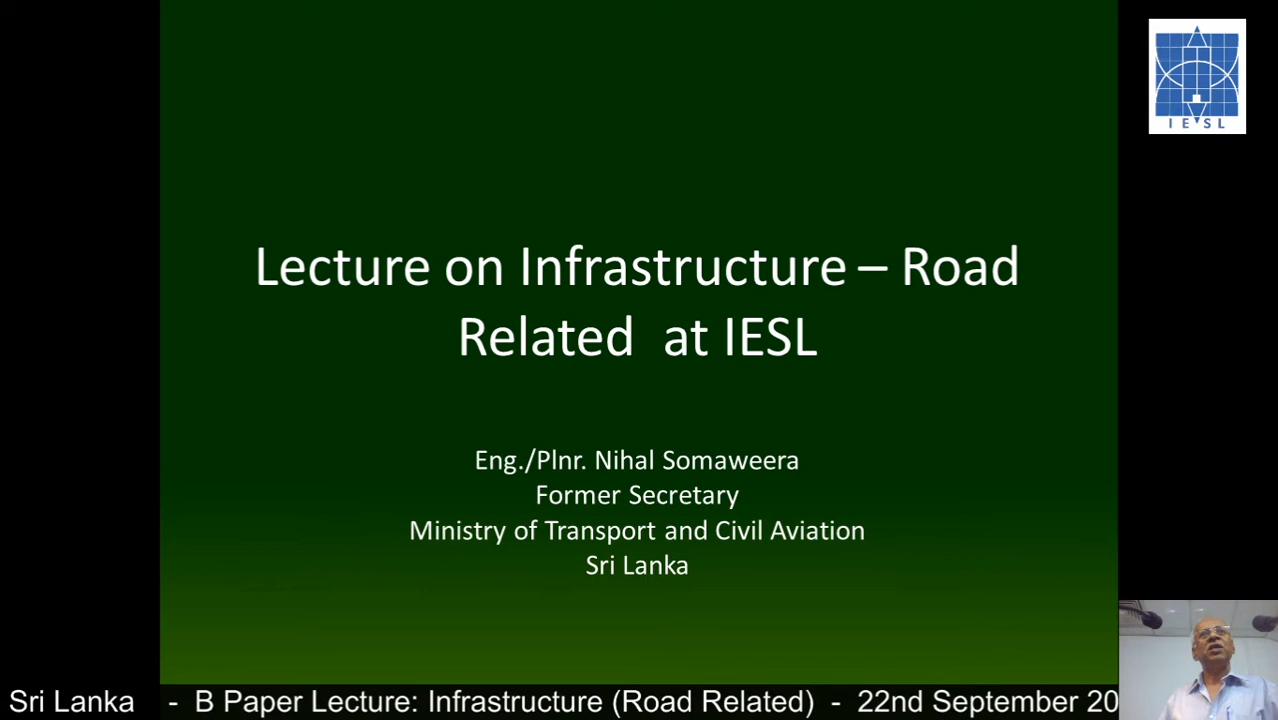 IESL
Lecture on Infrastructure – Road
Related at IESL
Eng./Plnr. Nihal Somaweera
Former Secretary
Ministry of Transport and Civil Aviation
Sri Lanka
Sri Lanka - B Paper Lecture: Infrastructure (Road Related) - 22nd September 20